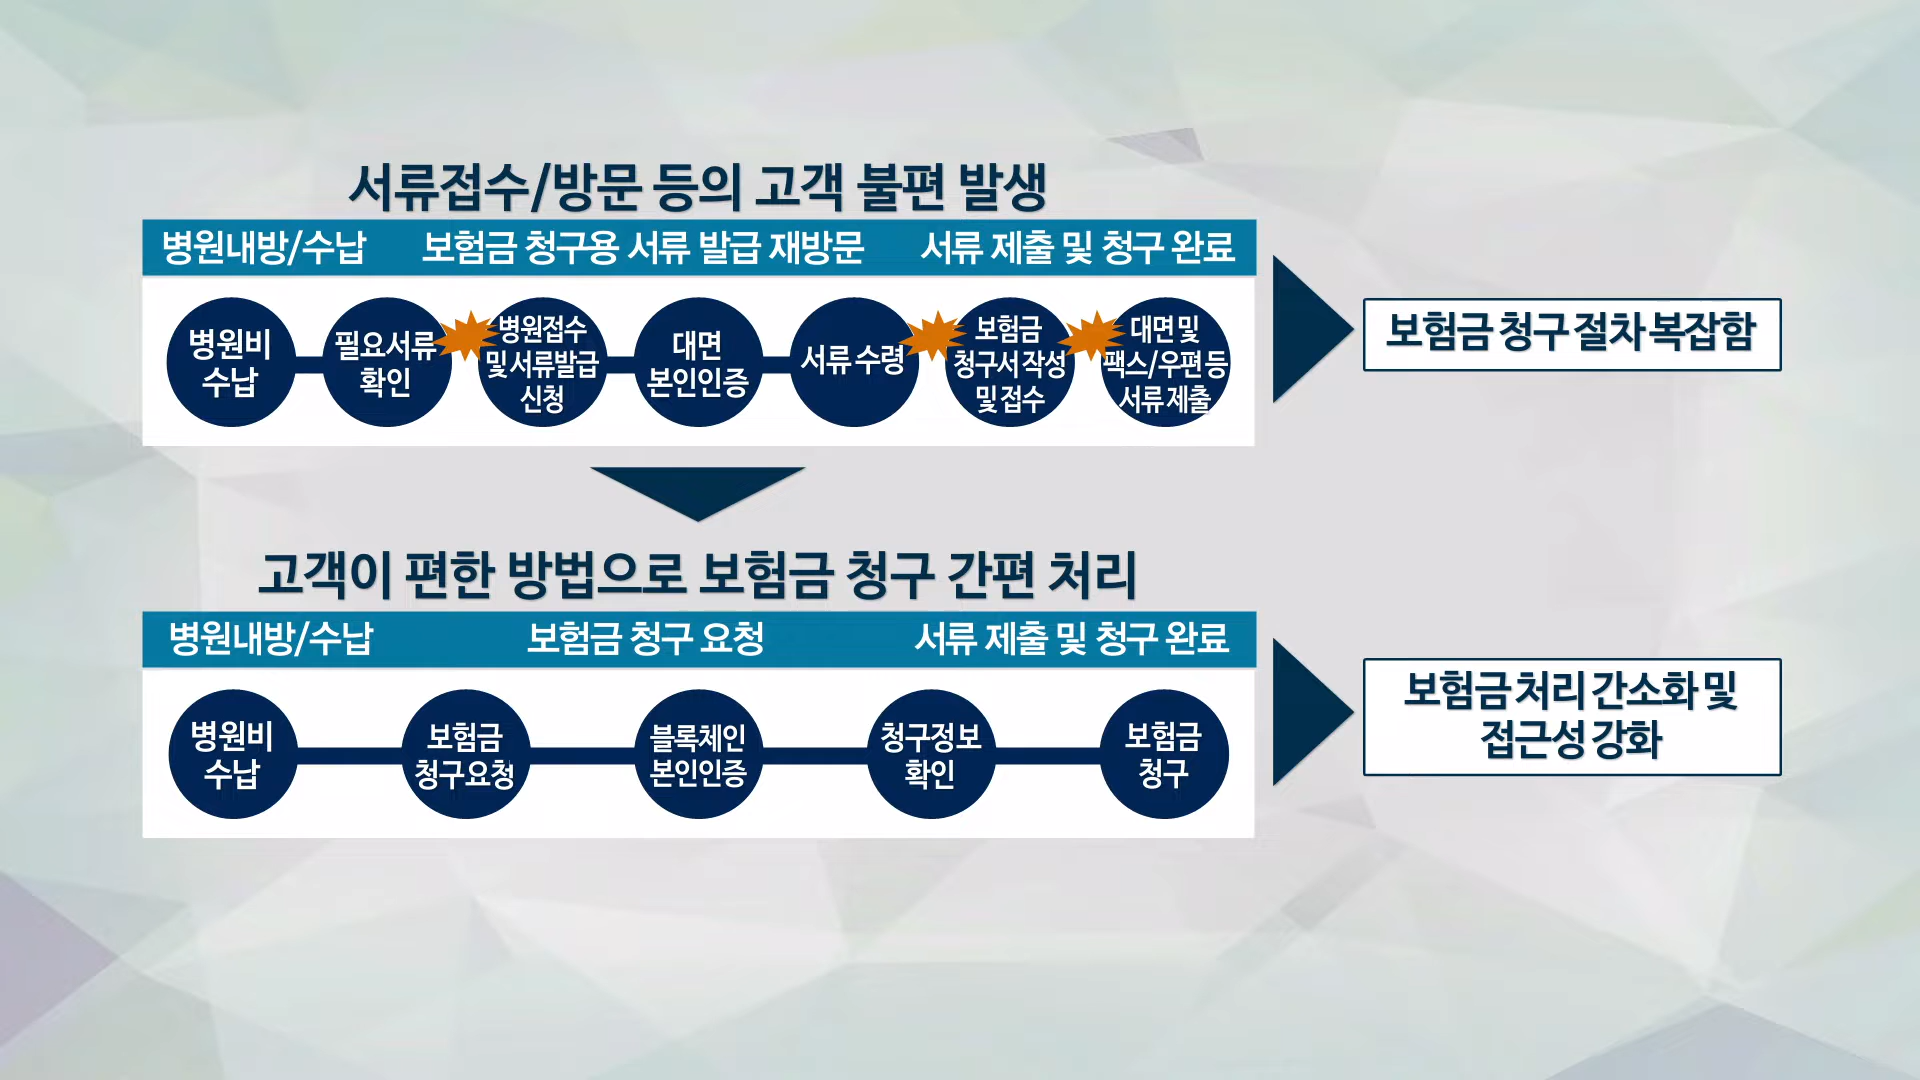 서류접수/방문 등의 고객 불편 발생
병원내방/수납 보험금 청구용 서류 발급 재방문 서류 제출 및 청구 완료
병원비
수납
필요서류
확인
병원접수
및 서류발급
신청
대면
본인인증
서류 수령
보험금
청구서 작성
및 접수
대면 및
팩스/우편 등
서류 제출
보험금 청구 절차 복잡함
고객이 편한 방법으로 보험금 청구 간편 처리
병원내방/수납 보험금 청구 요청 서류 제출 및 청구 완료
병원비
수납
보험금
청구요청
블록체인
본인인증
청구정보
확인
보험금
청구
보험금 처리 간소화 및
접근성 강화